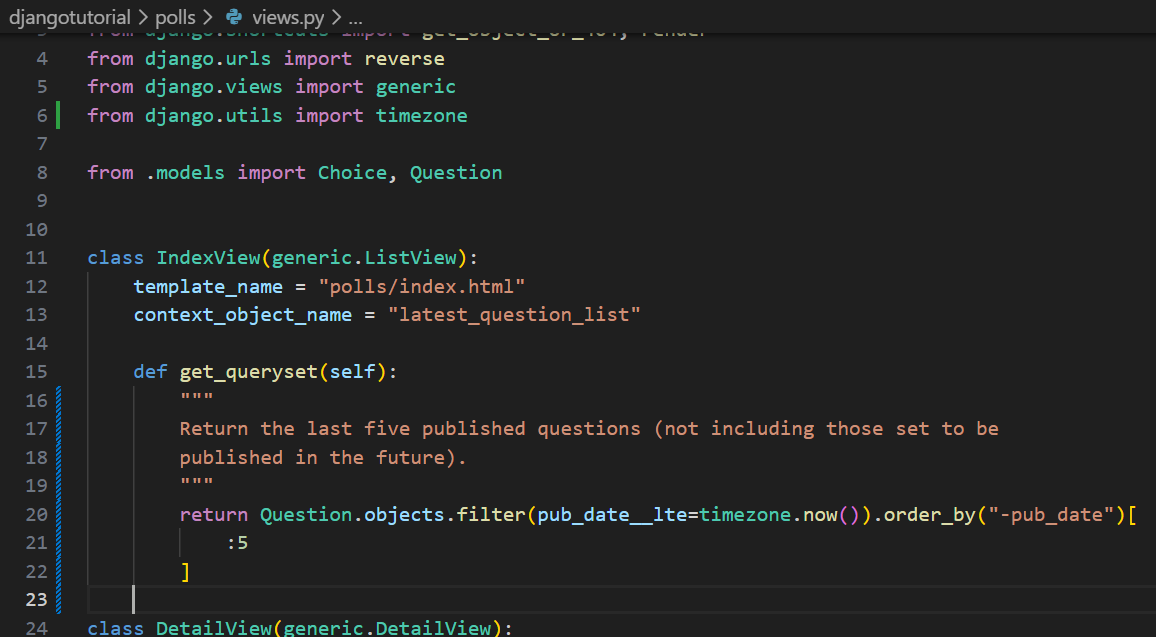 djangotutorial > polls > views.py > ...
4 from django.urls import reverse
5 from django.views import generic
6 from django.utils import timezone
7
8 from .models import Choice, Question
9
10
11 class IndexView(generic.ListView):
12     template_name = "polls/index.html"
13     context_object_name = "latest_question_list"
14
15     def get_queryset(self):
16         """
17         Return the last five published questions (not including those set to be
18         published in the future).
19         """
20         return Question.objects.filter(pub_date__lte=timezone.now()).order_by("-pub_date")[
21             :5
22         ]
23
24 class DetailView(generic.DetailView):